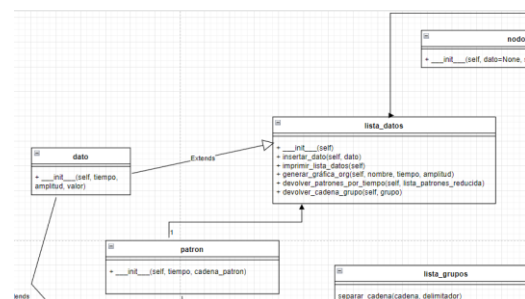 nodo
+ ___init___(self, dato=None,
lista_datos
+ ___init___(self)
+ insertar_dato(self, dato)
+ imprimir_lista_datos(self)
+ generar_gráfica_org(self, nombre, tiempo, amplitud)
+ devolver_patrones_por_tiempo(self, lista_patrones_reducida)
+ devolver_cadena_grupo(self, grupo)
dato
+ ___init___(self, tiempo,
amplitud, valor)
Extends
1
patron
+ ___init___(self, tiempo, cadena_patron)
lista_grupos
separar_cadena(cadena, delimitador)
tends